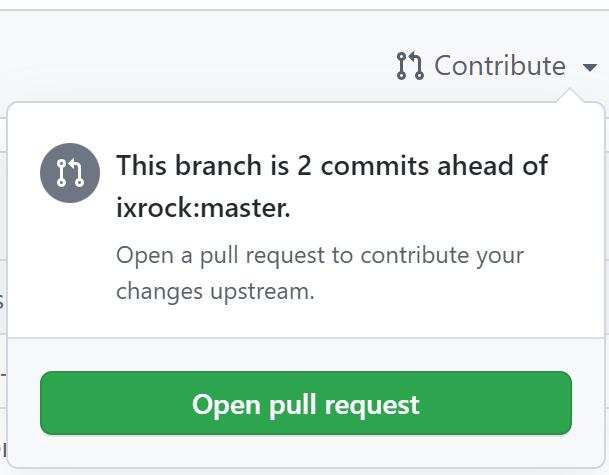 Contribute
This branch is 2 commits ahead of
ixrock:master.
Open a pull request to contribute your
changes upstream.
Open pull request